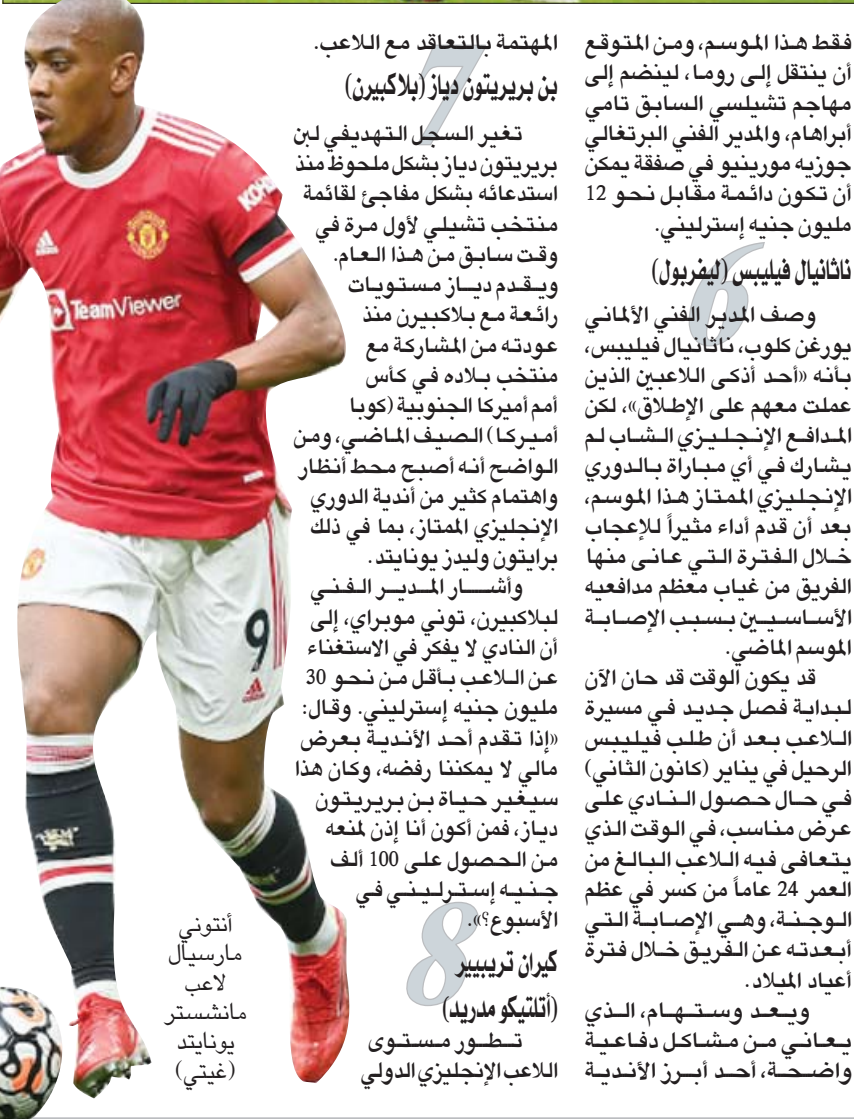 فقط هذا الموسم، ومن المتوقع
أن ينتقل إلى روما، لينضم إلى
مهاجم تشيلسي السابق تامي
أبراهام، والمدير الفني البرتغالي
جوزيه مورينيو في صفقة يمكن
أن تكون دائمة مقابل نحو 12
مليون جنيه إسترليني.
6
ناثانيال فيليبس (ليفربول)
وصف المدير الفني الألماني
يورغن كلوب، ناثانيال فيليبس،
بأنه «أحد أذكى اللاعبين الذين
عملت معهم على الإطلاق»، لكن
المدافع الإنجليزي الشاب لم
يشارك في أي مباراة بالدوري
الإنجليزي الممتاز هذا الموسم،
بعد أن قدم أداء مثيراً للإعجاب
خلال الفترة التي عانى منها
الفريق من غياب معظم مدافعيه
الأساسيين بسبب الإصابة
الموسم الماضي.
قد يكون الوقت قد حان الآن
لبداية فصل جديد في مسيرة
اللاعب بعد أن طلب فيليبس
الرحيل في يناير (كانون الثاني)
في حال حصول النادي على
عرض مناسب، في الوقت الذي
يتعافى فيه اللاعب البالغ من
العمر 24 عاماً من كسر في عظم
الوجنة، وهي الإصابة التي
أبعدته عن الفريق خلال فترة
أعياد الميلاد.
ويعد وستهام، الذي
يعاني من مشاكل دفاعية
واضحة، أحد أبرز الأندية
المهتمة بالتعاقد مع اللاعب.
7
بن بريريتون دياز (بلاكبيرن)
تغير السجل التهديفي لبن
بريريتون دياز بشكل ملحوظ منذ
استدعائه بشكل مفاجئ لقائمة
منتخب تشيلي لأول مرة في
وقت سابق من هذا العام.
ويقدم دياز مستويات
رائعة مع بلاكبيرن منذ
عودته من المشاركة مع
منتخب بلاده في كأس
أمم أميركا الجنوبية (كوبا
أميركا) الصيف الماضي، ومن
الواضح أنه أصبح محط أنظار
واهتمام كثير من أندية الدوري
الإنجليزي الممتاز، بما في ذلك
برايتون وليدز يونايتد.
وأشار المدير الفني
لبلاكبيرن، توني موبراي، إلى
أن النادي لا يفكر في الاستغناء
عن اللاعب بأقل من نحو 30
مليون جنيه إسترليني. وقال:
«إذا تقدم أحد الأندية بعرض
مالي لا يمكننا رفضه، وكان هذا
سيغير حياة بن بريريتون
دياز، فمن أكون أنا إذن لمنعه
من الحصول على 100 ألف
جنيه إسترليني في
الأسبوع؟».
8
كيران تريبيير
(أتلتيكو مدريد)
تطور مستوى
اللاعب الإنجليزي الدولي
KOHLER
adidas
TeamViewer
9
أنتوني
مارسيال
لاعب
مانشستر
يونايتد
(غيتي)